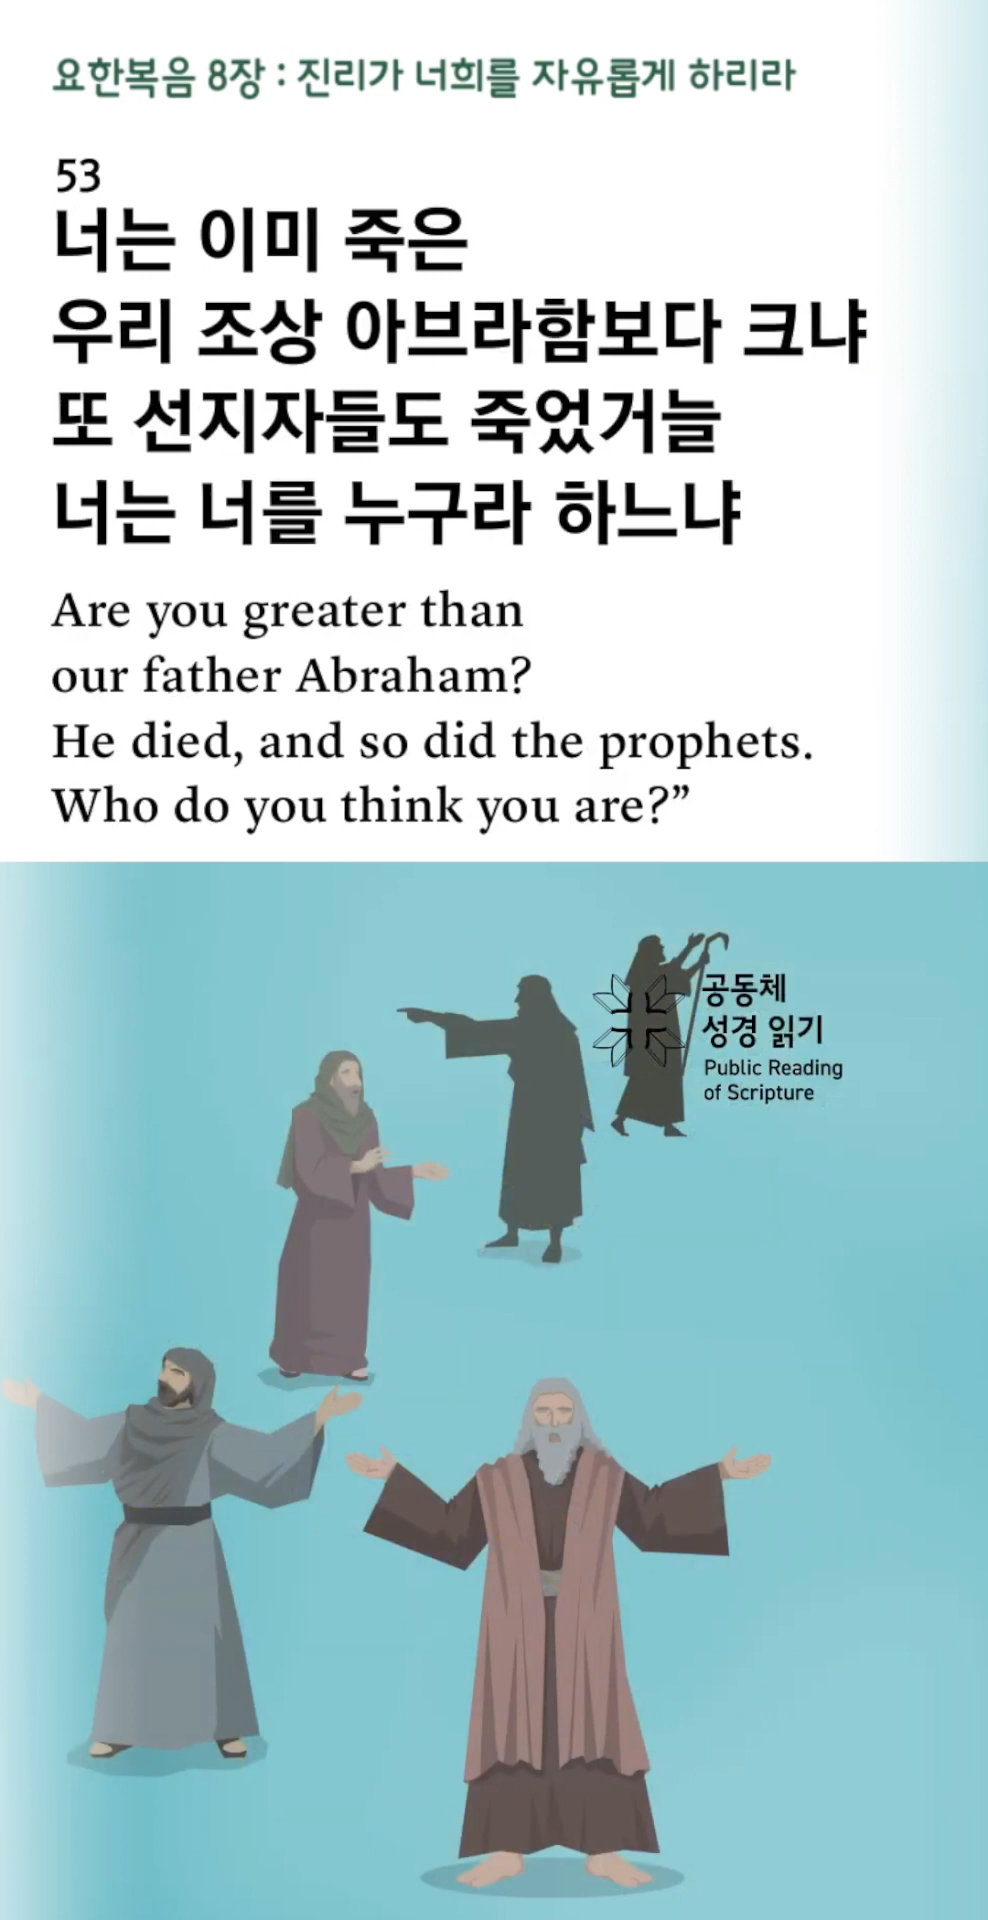 요한복음 8장 : 진리가 너희를 자유롭게 하리라
53
너는 이미 죽은
우리 조상 아브라함보다 크냐
또 선지자들도 죽었거늘
너는 너를 누구라 하느냐
Are you greater than
our father Abraham?
He died, and so did the prophets.
Who do you think you are?”
공동체
성경 읽기
Public Reading
of Scripture